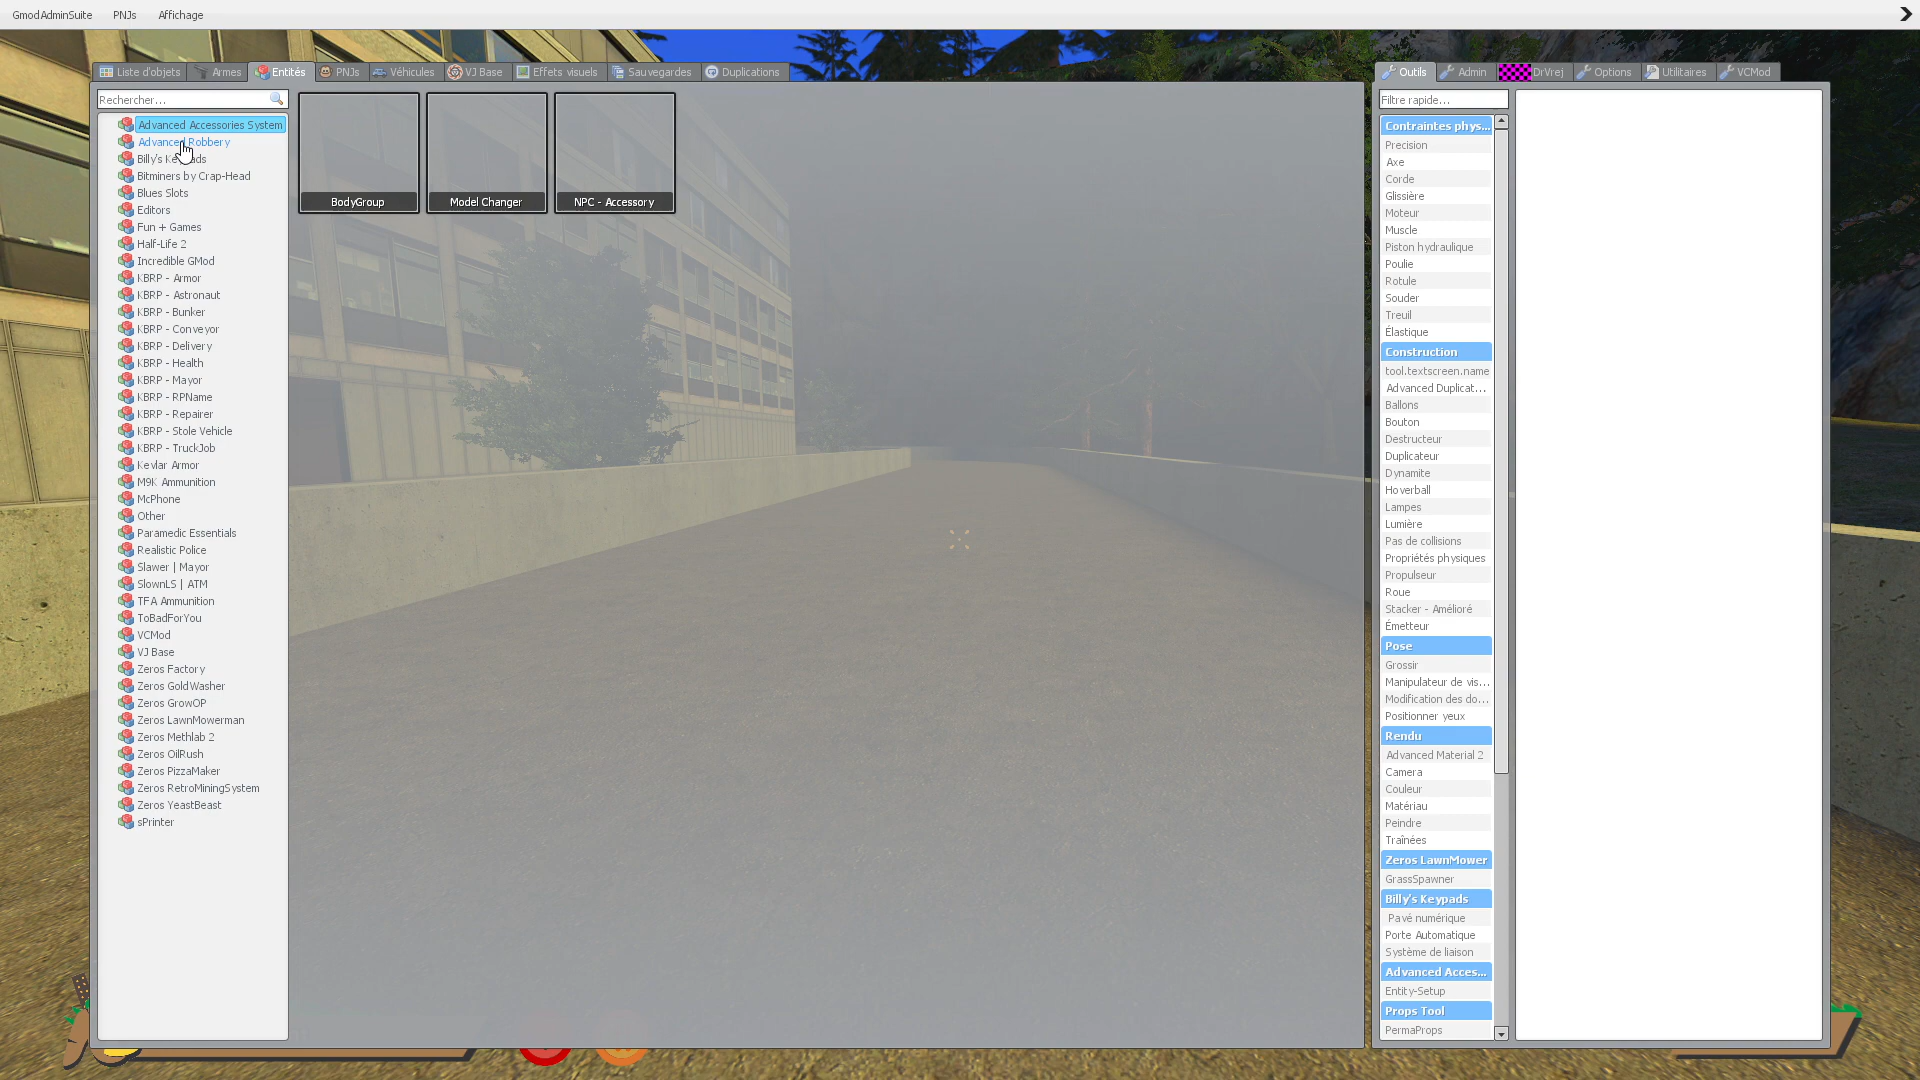 GmodAdminSuite PNJs Affichage
Liste d'objets Armes Entités PNJs Véhicules VJ Base Effets visuels Sauvegardes Duplications
Rechercher...
Advanced Accessories System
Advanced Robbery
Billy's Keypads
Bitminers by Crap-Head
Blues Slots
Editors
Fun + Games
Half-Life 2
Incredible GMod
KBRP - Armor
KBRP - Astronaut
KBRP - Bunker
KBRP - Conveyor
KBRP - Delivery
KBRP - Health
KBRP - Mayor
KBRP - RPName
KBRP - Repairer
KBRP - Stole Vehicle
KBRP - TruckJob
Kevlar Armor
M9K Ammunition
McPhone
Other
Paramedic Essentials
Realistic Police
Slawer | Mayor
SlownLS | ATM
TFA Ammunition
ToBadForYou
VCMod
VJ Base
Zeros Factory
Zeros GoldWasher
Zeros GrowOP
Zeros LawnMowerman
Zeros Methlab 2
Zeros OilRush
Zeros PizzaMaker
Zeros RetroMiningSystem
Zeros YeastBeast
sPrinter
BodyGroup Model Changer NPC - Accessory
Outils Admin DrVrej Options Utilitaires VCMod
Filtre rapide...
Contraintes phys...
Precision
Axe
Corde
Glissière
Moteur
Muscle
Piston hydraulique
Poulie
Rotule
Souder
Treuil
Élastique
Construction
tool.textscreen.name
Advanced Duplicat...
Ballons
Bouton
Destructeur
Duplicateur
Dynamite
Hoverball
Lampes
Lumière
Pas de collisions
Propriétés physiques
Propulseur
Roue
Stacker - Amélioré
Émetteur
Pose
Grossir
Manipulateur de vis...
Modification des do...
Positionner yeux
Rendu
Advanced Material 2
Camera
Couleur
Matériau
Peindre
Traînées
Zeros LawnMower
GrassSpawner
Billy's Keypads
Pavé numérique
Porte Automatique
Système de liaison
Advanced Acces...
Entity-Setup
Props Tool
PermaProps